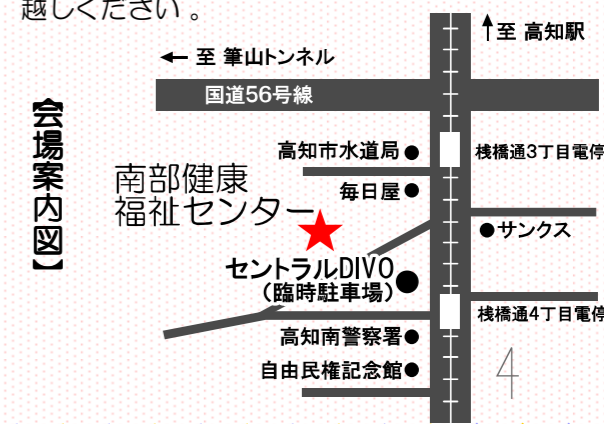 越しください 。
↑至 高知駅
← 至 筆山トンネル
国道56号線
【会場案内図】
高知市水道局●
桟橋通3丁目電停
南部健康
福祉センター
毎日屋●
●サンクス
セントラルDIVO
(臨時駐車場)
桟橋通4丁目電停
高知南警察署●
自由民権記念館●
4